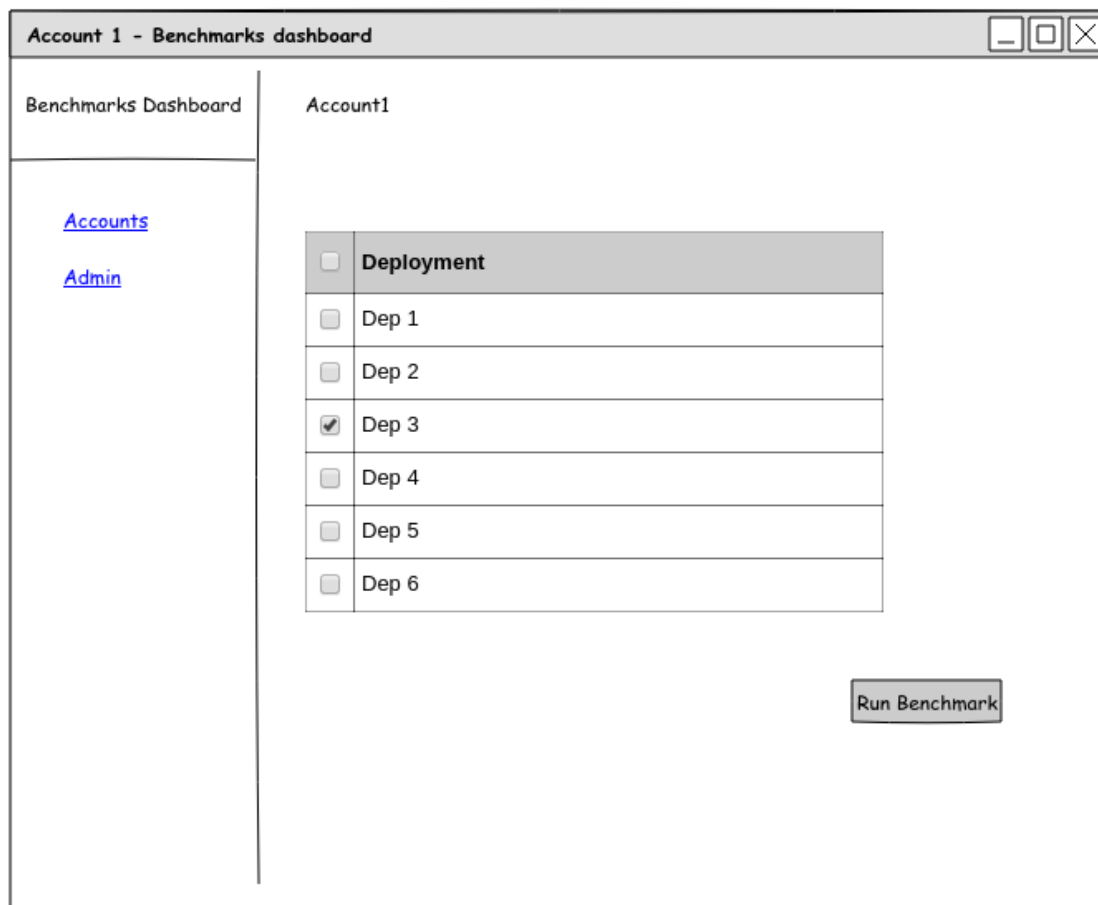 Account 1 - Benchmarks dashboard
Benchmarks Dashboard
Account1
Accounts
Admin
Deployment
Dep 1
Dep 2
Dep 3
Dep 4
Dep 5
Dep 6
Run Benchmark